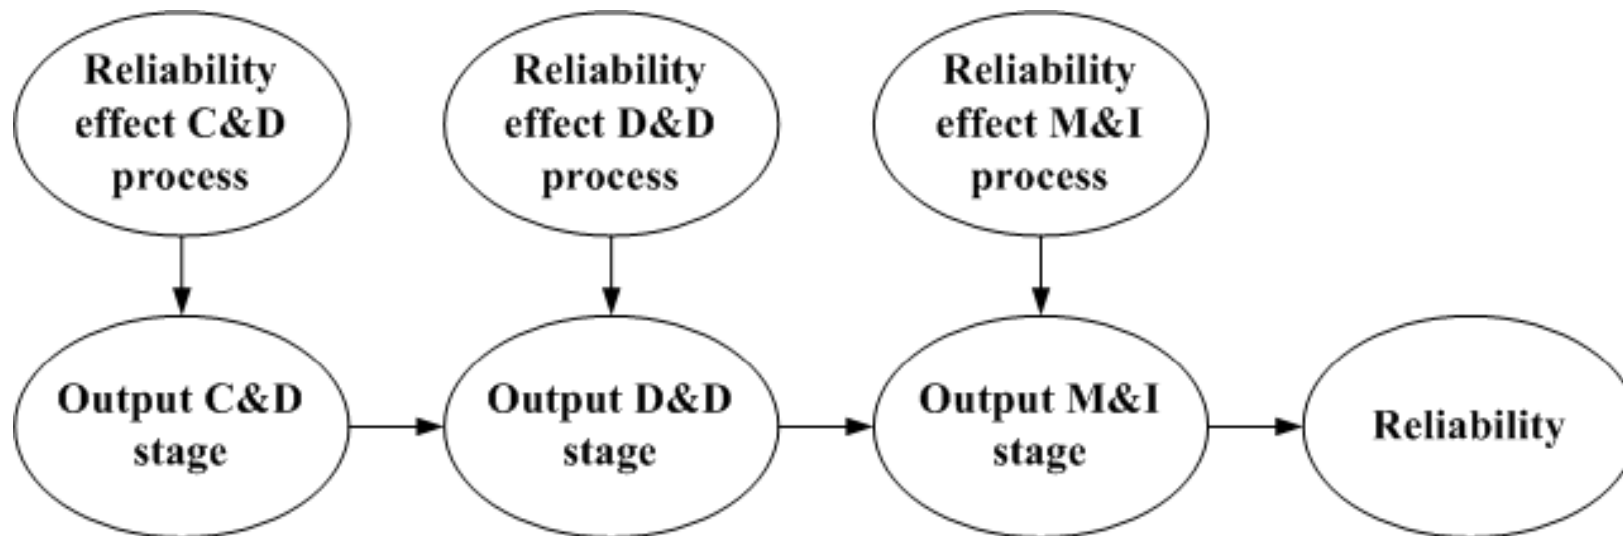 Reliability
effect C&D
process
Reliability
effect D&D
process
Reliability
effect M&I
process
Output C&D
stage
Output D&D
stage
Output M&I
stage
Reliability